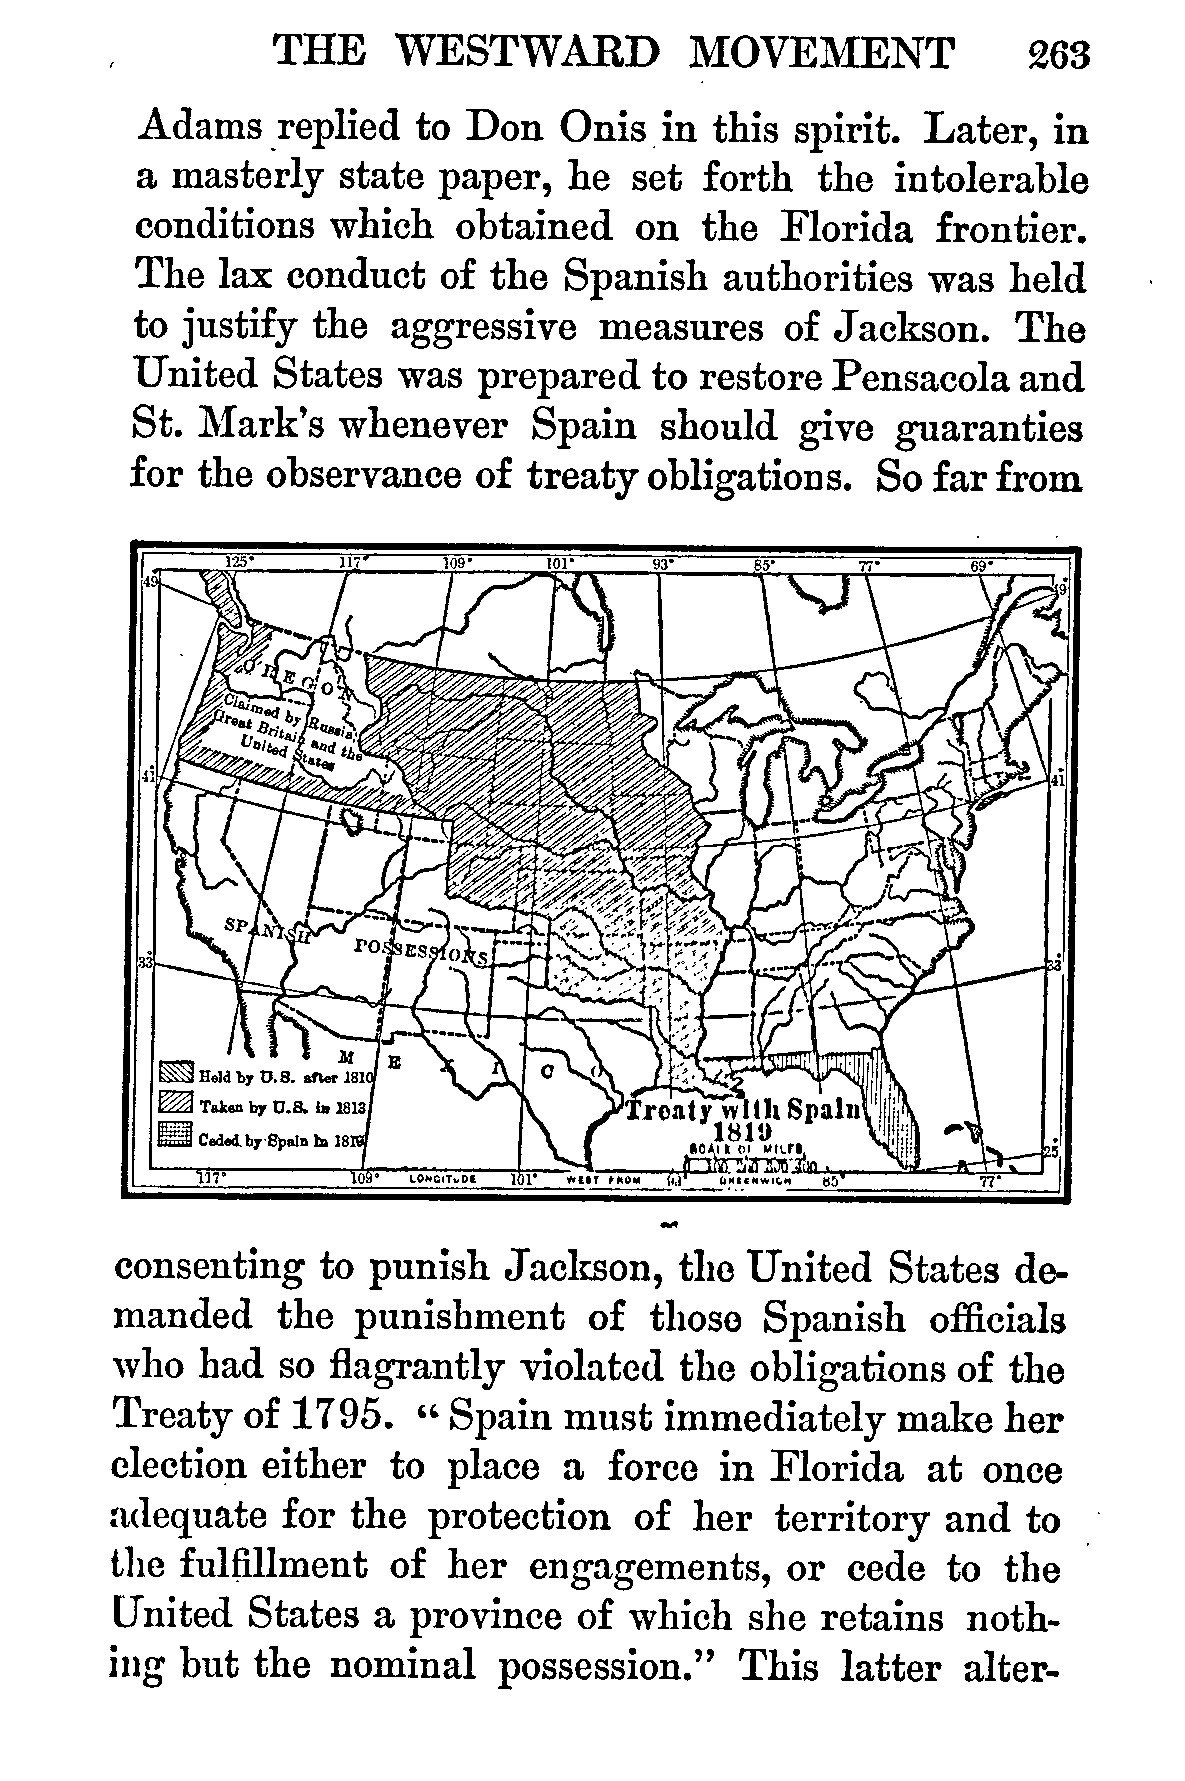 THE WESTWARD MOVEMENT 263
Adams replied to Don Onis in this spirit. Later, in
a masterly state paper, he set forth the intolerable
conditions which obtained on the Florida frontier.
The lax conduct of the Spanish authorities was held
to justify the aggressive measures of Jackson. The
United States was prepared to restore Pensacola and
St. Mark's whenever Spain should give guaranties
for the observance of treaty obligations. So far from
125° 117° 109° 101° 93° 85° 77° 69°
49 49
OREGON
Claimed by Russia
Great Britain and the
United States
41 41
SPANISH POSSESSIONS
33 33
MEXICO
Held by U.S. after 1810
Taken by U.S. in 1813
Ceded by Spain in 1819
Treaty with Spain
1819
SCALE OF MILES
25
117° 109° LONGITUDE 101° WEST FROM 93° GREENWICH 85° 77°
consenting to punish Jackson, the United States de-
manded the punishment of those Spanish officials
who had so flagrantly violated the obligations of the
Treaty of 1795. “Spain must immediately make her
election either to place a force in Florida at once
adequate for the protection of her territory and to
the fulfillment of her engagements, or cede to the
United States a province of which she retains noth-
ing but the nominal possession.” This latter alter-